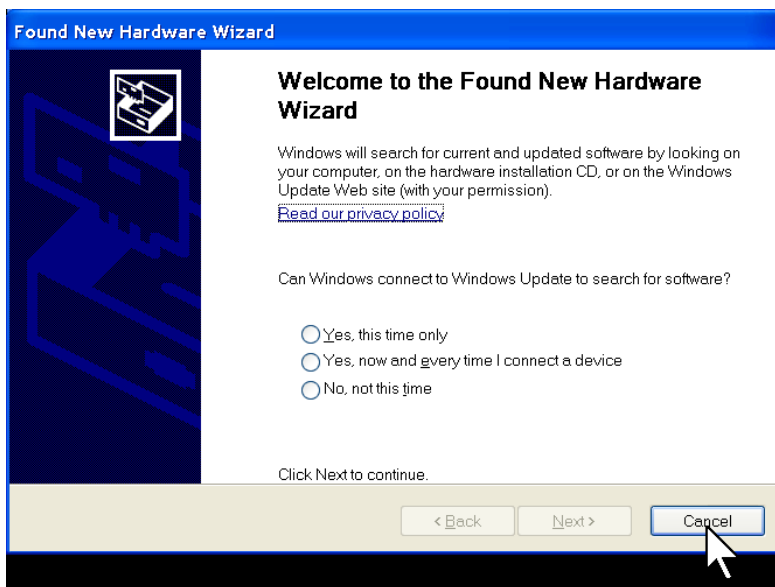 Found New Hardware Wizard
Welcome to the Found New Hardware
Wizard
Windows will search for current and updated software by looking on
your computer, on the hardware installation CD, or on the Windows
Update Web site (with your permission).
Read our privacy policy
Can Windows connect to Windows Update to search for software?
Yes, this time only
Yes, now and every time I connect a device
No, not this time
Click Next to continue.
< Back
Next >
Cancel